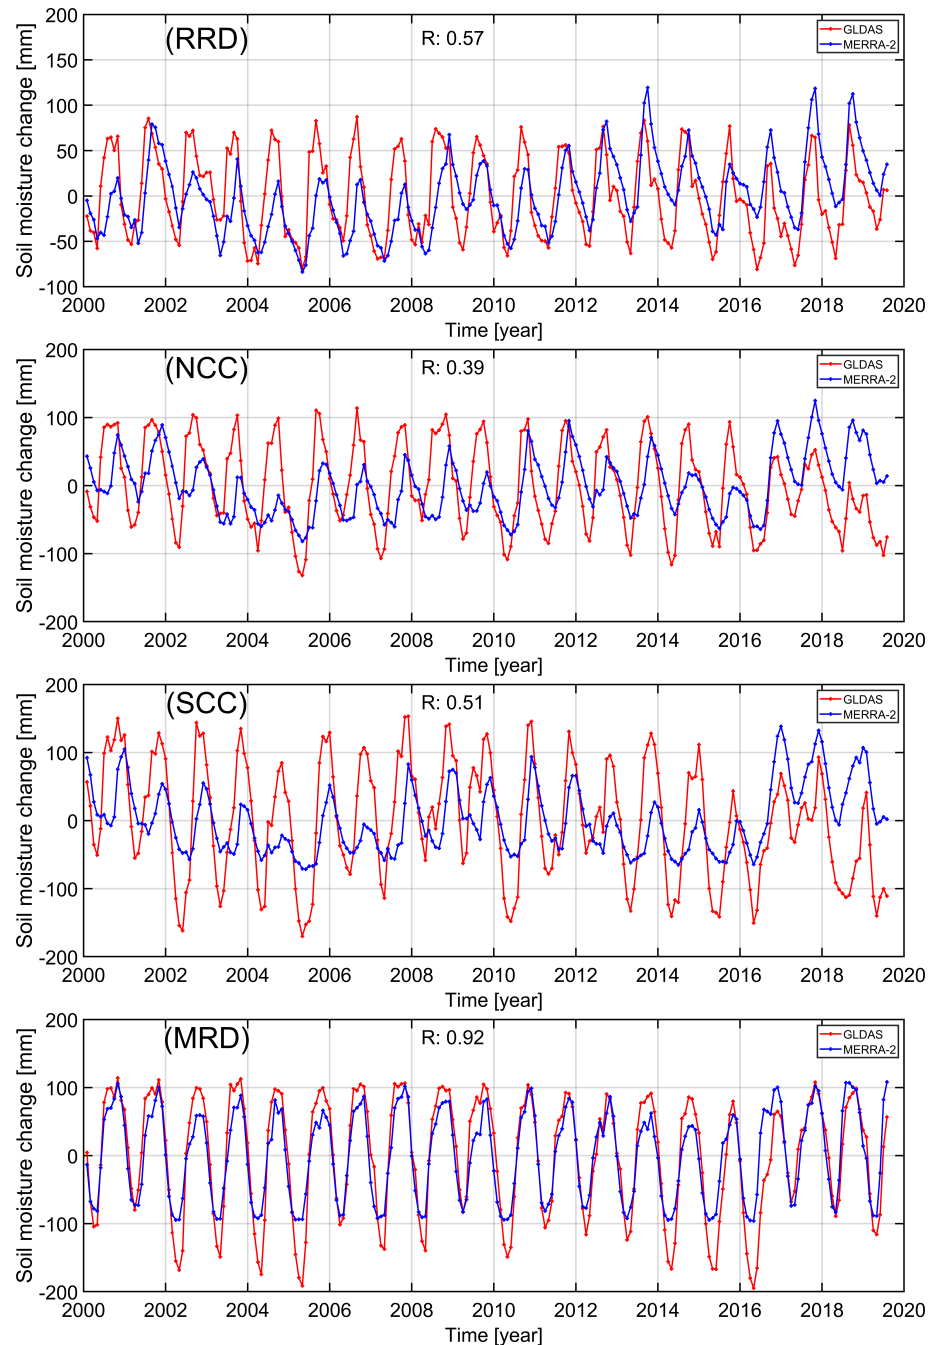 200
(RRD)
R: 0.57
GLDAS
MERRA-2
150
100
50
0
-50
-100
Soil moisture change [mm]
2000 2002 2004 2006 2008 2010 2012 2014 2016 2018 2020
Time [year]
200
(NCC)
R: 0.39
GLDAS
MERRA-2
100
0
-100
-200
Soil moisture change [mm]
2000 2002 2004 2006 2008 2010 2012 2014 2016 2018 2020
Time [year]
200
(SCC)
R: 0.51
GLDAS
MERRA-2
100
0
-100
-200
Soil moisture change [mm]
2000 2002 2004 2006 2008 2010 2012 2014 2016 2018 2020
Time [year]
200
(MRD)
R: 0.92
GLDAS
MERRA-2
100
0
-100
-200
Soil moisture change [mm]
2000 2002 2004 2006 2008 2010 2012 2014 2016 2018 2020
Time [year]